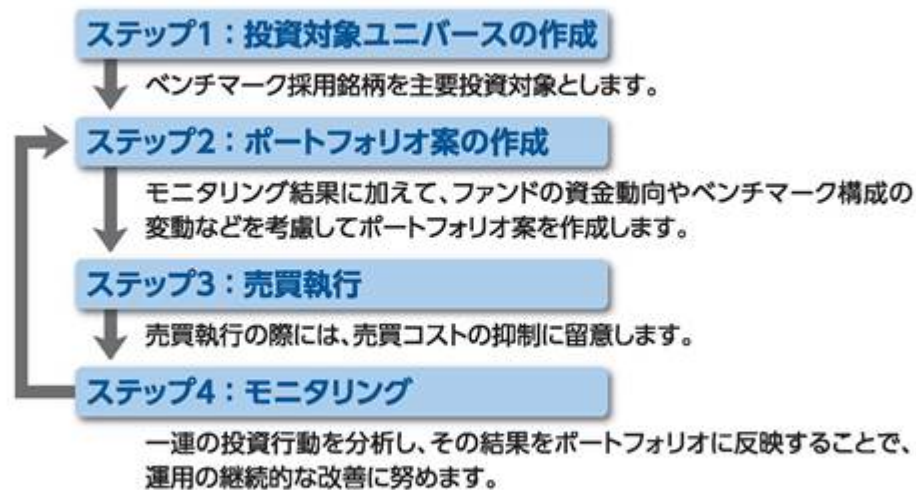 ステップ1：投資対象ユニバースの作成
ベンチマーク採用銘柄を主要投資対象とします。
ステップ2：ポートフォリオ案の作成
モニタリング結果に加えて、ファンドの資金動向やベンチマーク構成の
変動などを考慮してポートフォリオ案を作成します。
ステップ3：売買執行
売買執行の際には、売買コストの抑制に留意します。
ステップ4：モニタリング
一連の投資行動を分析し、その結果をポートフォリオに反映することで、
運用の継続的な改善に努めます。